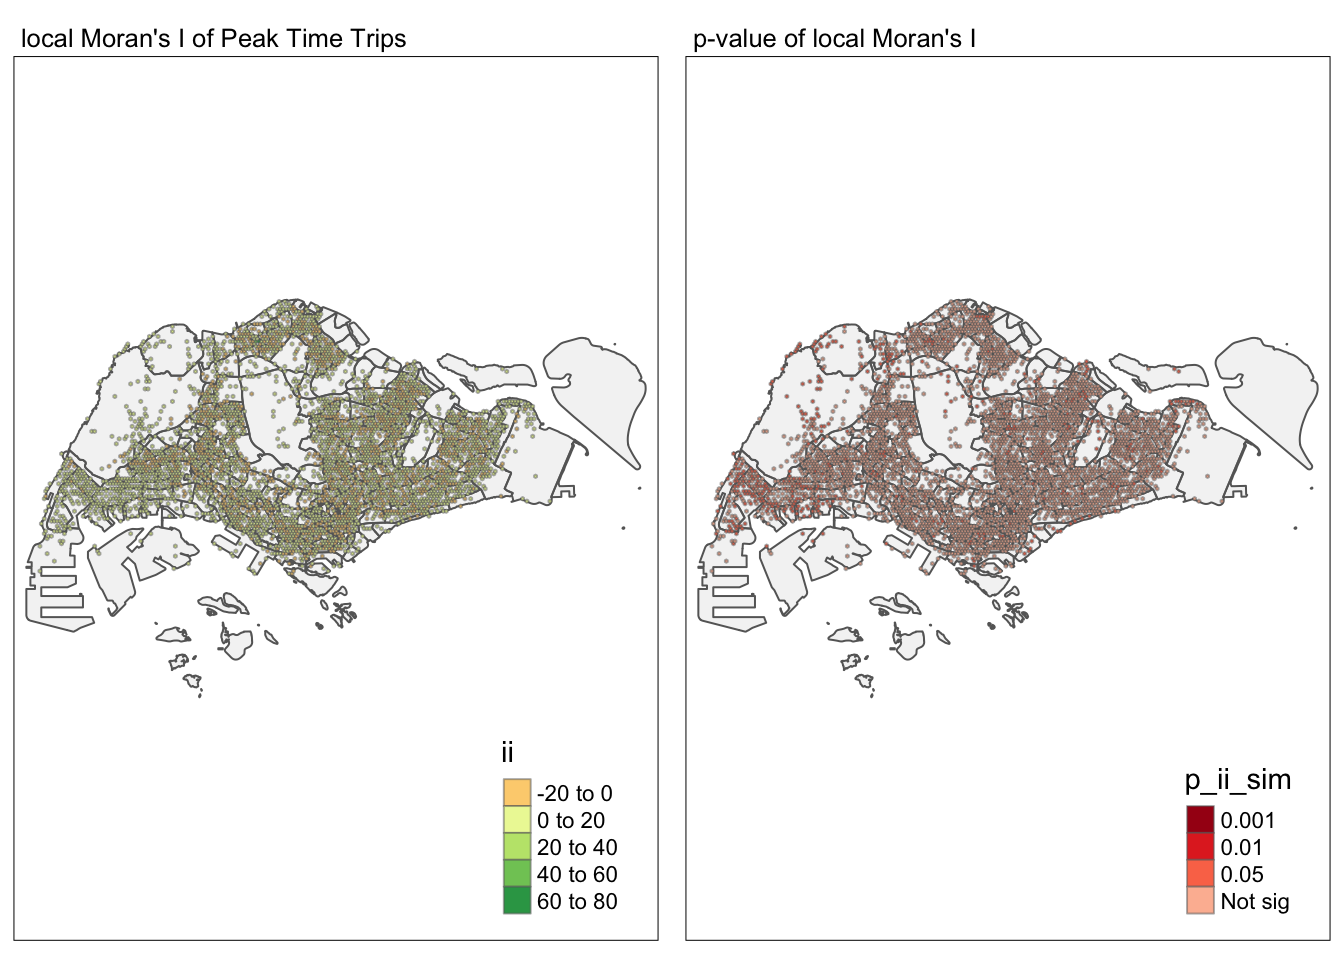 local Moran's I of Peak Time Trips
ii
-20 to 0
0 to 20
20 to 40
40 to 60
60 to 80
p-value of local Moran's I
p_ii_sim
0.001
0.01
0.05
Not sig